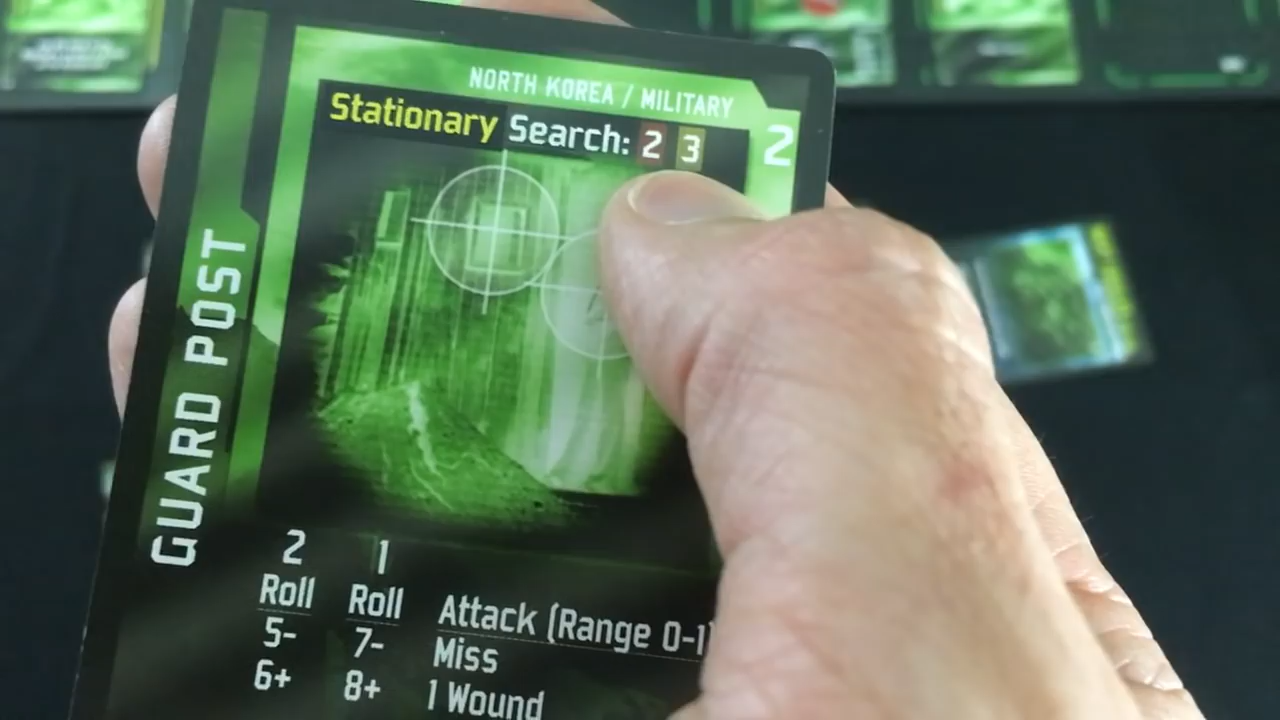 NORTH KOREA / MILITARY
Stationary Search: 2 3
2
GUARD POST
2 1
Roll Roll Attack (Range 0-1)
5- 7- Miss
6+ 8+ 1 Wound